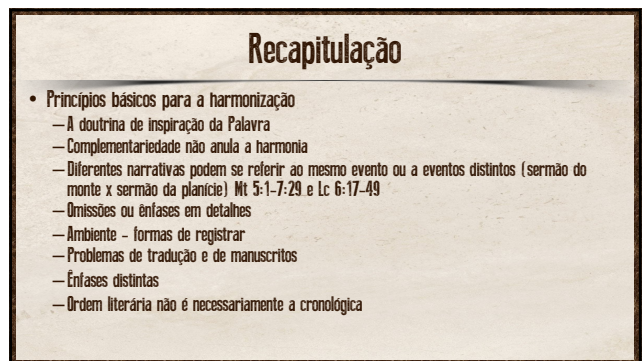 Recapitulação
• Princípios básicos para a harmonização
– A doutrina de inspiração da Palavra
– Complementariedade não anula a harmonia
– Diferentes narrativas podem se referir ao mesmo evento ou a eventos distintos (sermão do
monte x sermão da planície) Mt 5:1-7:29 e Lc 6:17-49
– Omissões ou ênfases em detalhes
– Ambiente - formas de registrar
– Problemas de tradução e de manuscritos
– Ênfases distintas
– Ordem literária não é necessariamente a cronológica